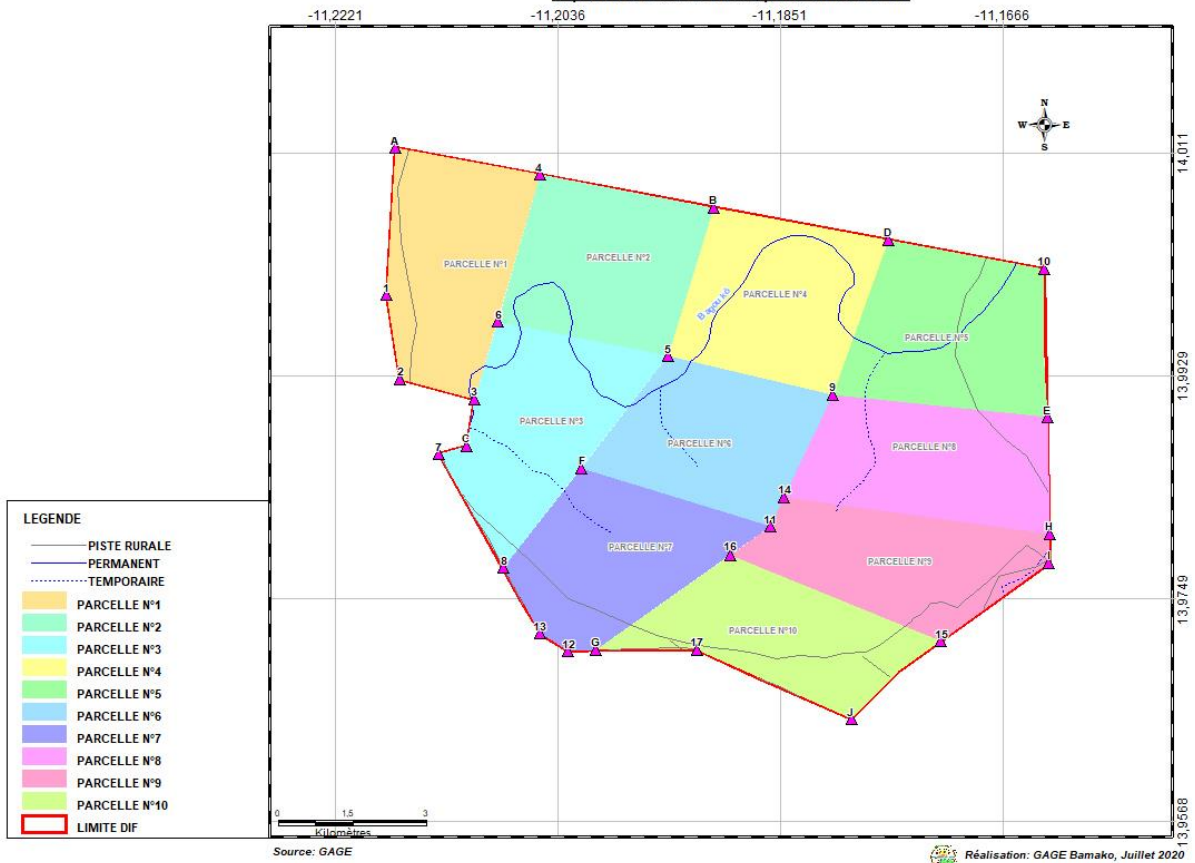 -11,2221 -11,2036 -11,1851 -11,1666
N
W E
S
14,011
13,9929
13,9749
13,9568
A
4
B
D
10
PARCELLE N°1
PARCELLE N°2
PARCELLE N°4
1
Bagou kô
6
PARCELLE N°5
5
2
9
3
E
PARCELLE N°3
PARCELLE N°6
PARCELLE N°8
C
7
F
14
11
H
PARCELLE N°7
16
PARCELLE N°9
I
8
13
PARCELLE N°10
15
12
G
17
J
LEGENDE
PISTE RURALE
PERMANENT
TEMPORAIRE
PARCELLE N°1
PARCELLE N°2
PARCELLE N°3
PARCELLE N°4
PARCELLE N°5
PARCELLE N°6
PARCELLE N°7
PARCELLE N°8
PARCELLE N°9
PARCELLE N°10
LIMITE DIF
0 1,5 3
Kilomètres
Source: GAGE
Réalisation: GAGE Bamako, Juillet 2020